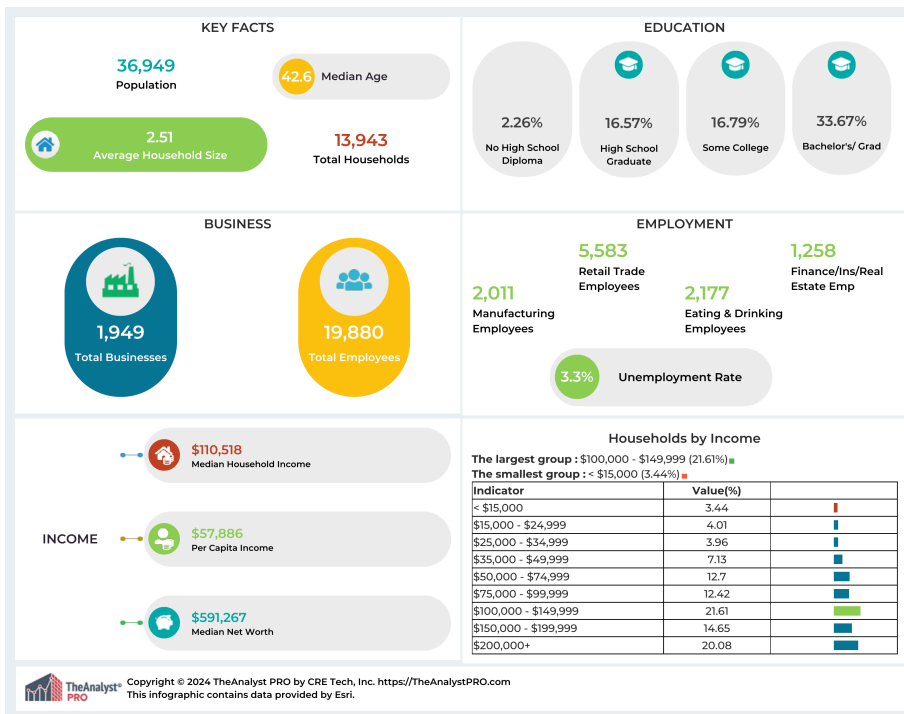 KEY FACTS
36,949
Population
42.6 Median Age
2.51
Average Household Size
13,943
Total Households
EDUCATION
2.26%
No High School
Diploma
16.57%
High School
Graduate
16.79%
Some College
33.67%
Bachelor's/ Grad
BUSINESS
1,949
Total Businesses
19,880
Total Employees
EMPLOYMENT
2,011
Manufacturing
Employees
5,583
Retail Trade
Employees
2,177
Eating & Drinking
Employees
1,258
Finance/Ins/Real
Estate Emp
3.3% Unemployment Rate
INCOME
$110,518
Median Household Income
$57,886
Per Capita Income
$591,267
Median Net Worth
Households by Income
The largest group : $100,000 - $149,999 (21.61%)
The smallest group : < $15,000 (3.44%)
Indicator Value(%)
< $15,000 3.44
$15,000 - $24,999 4.01
$25,000 - $34,999 3.96
$35,000 - $49,999 7.13
$50,000 - $74,999 12.7
$75,000 - $99,999 12.42
$100,000 - $149,999 21.61
$150,000 - $199,999 14.65
$200,000+ 20.08
TheAnalyst®
PRO
Copyright © 2024 TheAnalyst PRO by CRE Tech, Inc. https://TheAnalystPRO.com
This infographic contains data provided by Esri.